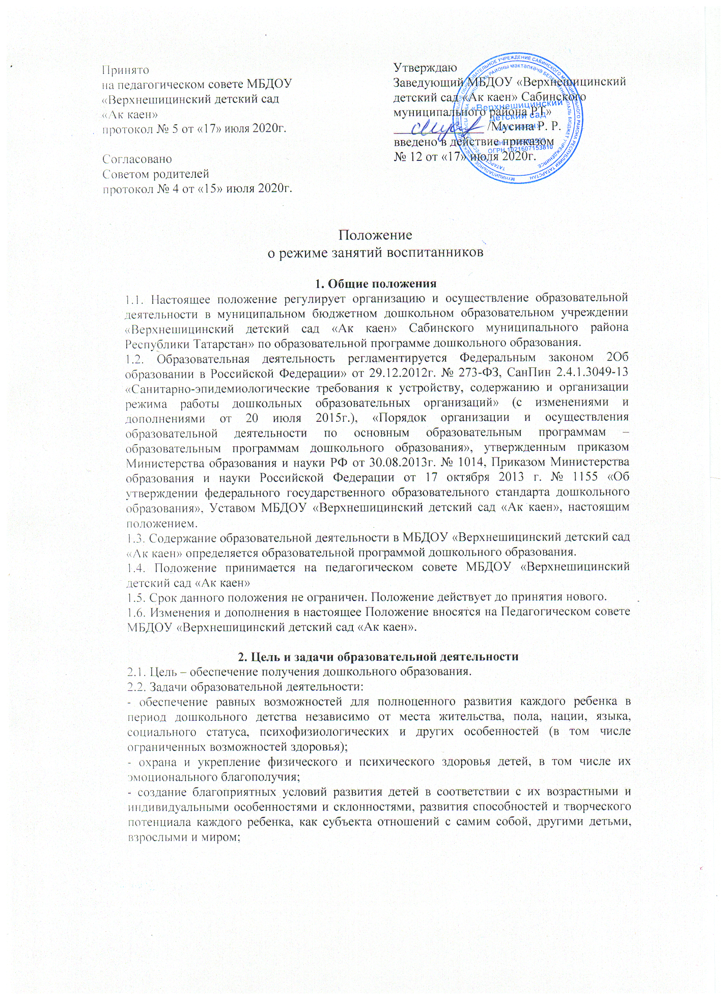 Принято
на педагогическом совете МБДОУ
«Верхнешицинский детский сад
«Ак каен»
протокол № 5 от «17» июля 2020г.
Согласовано
Советом родителей
протокол № 4 от «15» июля 2020г.
Утверждаю
Заведующий МБДОУ «Верхнешицинский
детский сад «Ак каен» Сабинского
муниципального района РТ»
/Мусина Р. Р.
введено в действие приказом
№ 12 от «17» июля 2020г.
«Верхнешицинский
детский сад
«Ак каен»
ОГРН 1021607153810
Положение
о режиме занятий воспитанников
1. Общие положения
1.1. Настоящее положение регулирует организацию и осуществление образовательной
деятельности в муниципальном бюджетном дошкольном образовательном учреждении
«Верхнешицинский детский сад «Ак каен» Сабинского муниципального района
Республики Татарстан» по образовательной программе дошкольного образования.
1.2. Образовательная деятельность регламентируется Федеральным законом 2Об
образовании в Российской Федерации» от 29.12.2012г. № 273-ФЗ, СанПин 2.4.1.3049-13
«Санитарно-эпидемиологические требования к устройству, содержанию и организации
режима работы дошкольных образовательных организаций» (с изменениями и
дополнениями от 20 июля 2015г.), «Порядок организации и осуществления
образовательной деятельности по основным образовательным программам –
образовательным программам дошкольного образования», утвержденным приказом
Министерства образования и науки РФ от 30.08.2013г. № 1014, Приказом Министерства
образования и науки Российской Федерации от 17 октября 2013 г. № 1155 «Об
утверждении федерального государственного образовательного стандарта дошкольного
образования», Уставом МБДОУ «Верхнешицинский детский сад «Ак каен», настоящим
положением.
1.3. Содержание образовательной деятельности в МБДОУ «Верхнешицинский детский сад
«Ак каен» определяется образовательной программой дошкольного образования.
1.4. Положение принимается на педагогическом совете МБДОУ «Верхнешицинский
детский сад «Ак каен»
1.5. Срок данного положения не ограничен. Положение действует до принятия нового.
1.6. Изменения и дополнения в настоящее Положение вносятся на Педагогическом совете
МБДОУ «Верхнешицинский детский сад «Ак каен».
2. Цель и задачи образовательной деятельности
2.1. Цель – обеспечение получения дошкольного образования.
2.2. Задачи образовательной деятельности:
- обеспечение равных возможностей для полноценного развития каждого ребенка в
период дошкольного детства независимо от места жительства, пола, нации, языка,
социального статуса, психофизиологических и других особенностей (в том числе
ограниченных возможностей здоровья);
- охрана и укрепление физического и психического здоровья детей, в том числе их
эмоционального благополучия;
- создание благоприятных условий развития детей в соответствии с их возрастными и
индивидуальными особенностями и склонностями, развития способностей и творческого
потенциала каждого ребенка, как субъекта отношений с самим собой, другими детьми,
взрослыми и миром;